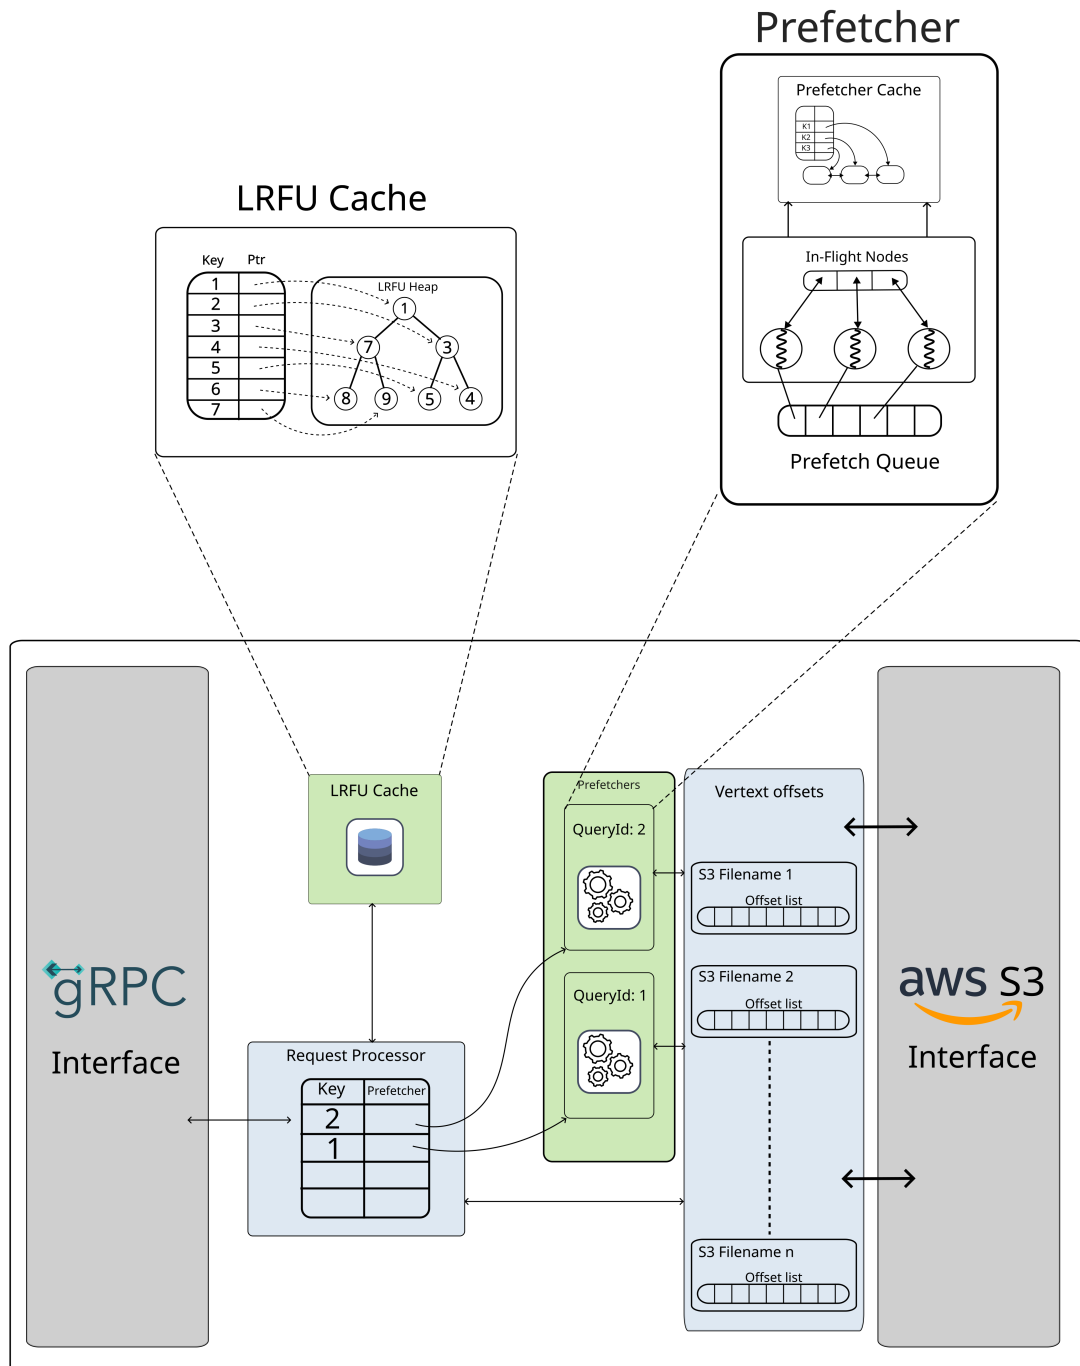 Prefetcher
Prefetcher Cache
K1
K2
K3
In-Flight Nodes
Prefetch Queue
LRFU Cache
Key Ptr
1
2
3
4
5
6
7
LRFU Heap
1
7 3
8 9 5 4
LRFU Cache
Prefetchers
QueryId: 2
QueryId: 1
Vertext offsets
S3 Filename 1
Offset list
S3 Filename 2
Offset list
S3 Filename n
Offset list
gRPC
Interface
Request Processor
Key Prefetcher
2
1
aws S3
Interface